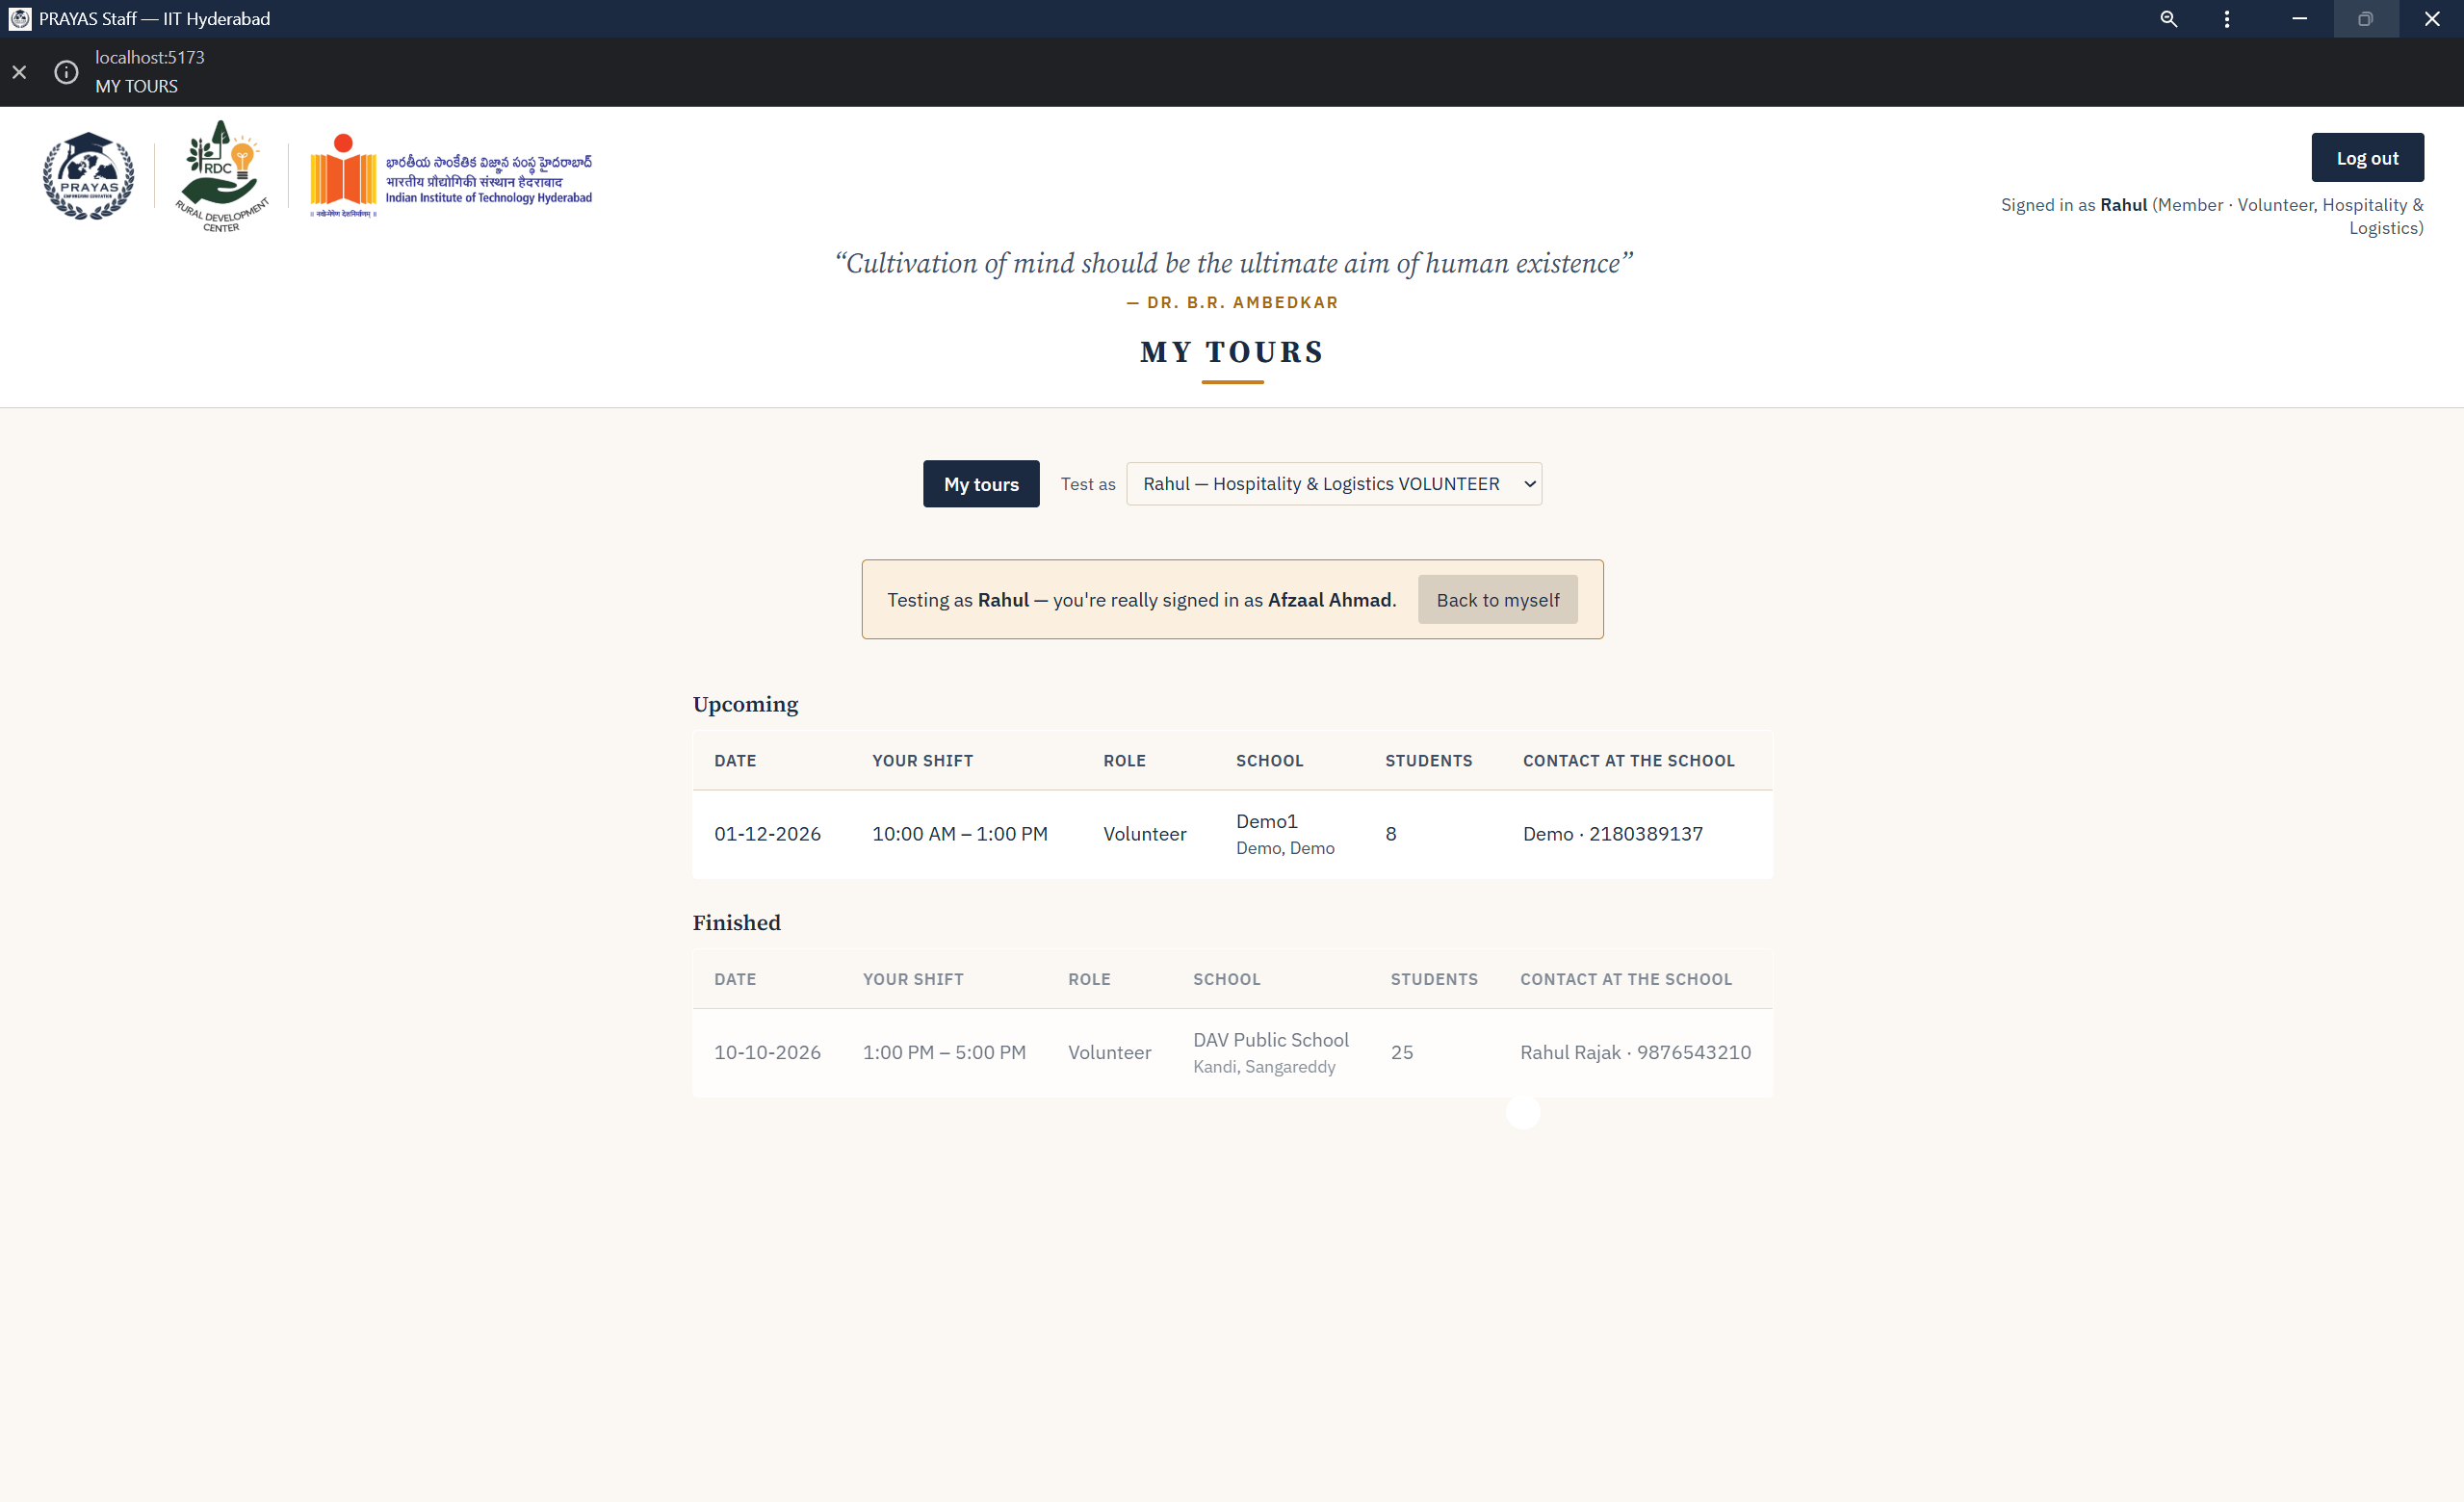 PRAYAS Staff — IIT Hyderabad
localhost:5173
MY TOURS
PRAYAS
RDC
RURAL DEVELOPMENT
CENTER
భారతీయ సాంకేతిక విజ్ఞాన సంస్థ హైదరాబాద్
भारतीय प्रौद्योगिकी संस्थान हैदराबाद
Indian Institute of Technology Hyderabad
Log out
Signed in as Rahul (Member · Volunteer, Hospitality &
Logistics)
“Cultivation of mind should be the ultimate aim of human existence”
— DR. B.R. AMBEDKAR
MY TOURS
My tours
Test as
Rahul — Hospitality & Logistics VOLUNTEER
Testing as Rahul — you're really signed in as Afzaal Ahmad.
Back to myself
Upcoming
DATE YOUR SHIFT ROLE SCHOOL STUDENTS CONTACT AT THE SCHOOL
01-12-2026 10:00 AM – 1:00 PM Volunteer Demo1 8 Demo · 2180389137
Demo, Demo
Finished
DATE YOUR SHIFT ROLE SCHOOL STUDENTS CONTACT AT THE SCHOOL
10-10-2026 1:00 PM – 5:00 PM Volunteer DAV Public School 25 Rahul Rajak · 9876543210
Kandi, Sangareddy